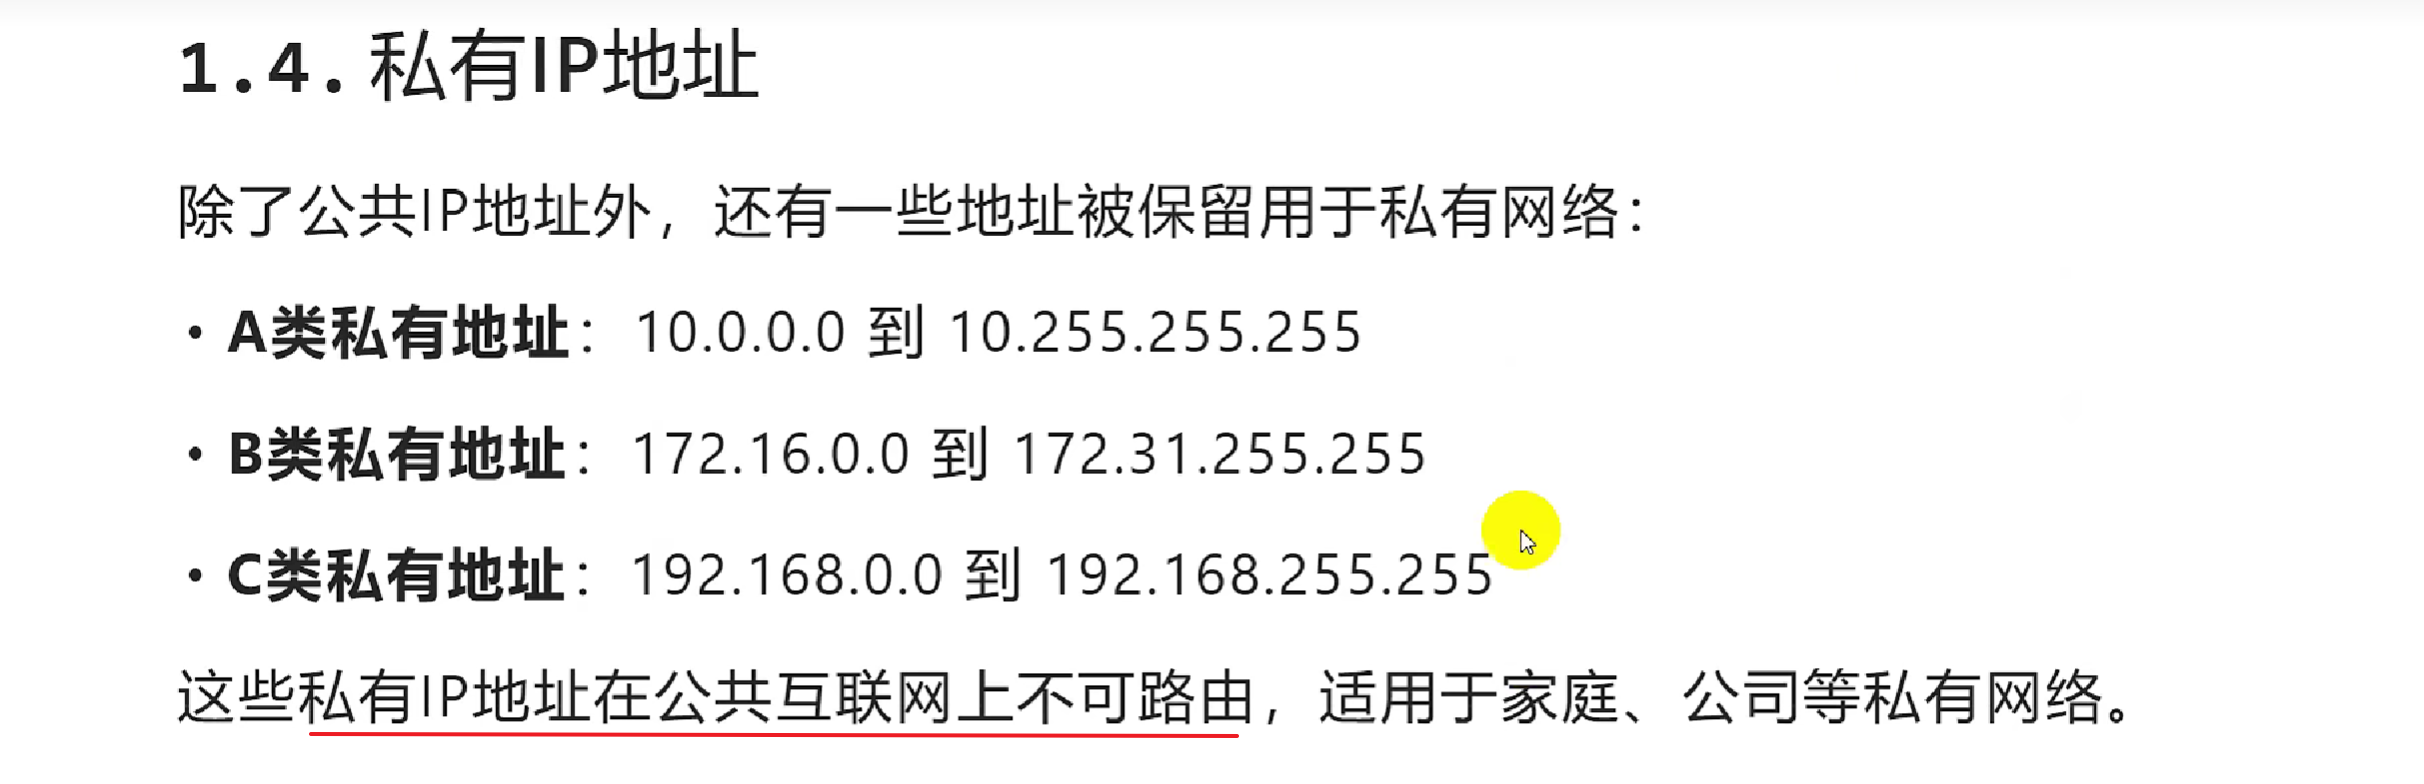 1.4. 私有IP地址
除了公共IP地址外，还有一些地址被保留用于私有网络：
• A类私有地址：10.0.0.0 到 10.255.255.255
• B类私有地址：172.16.0.0 到 172.31.255.255
• C类私有地址：192.168.0.0 到 192.168.255.255
这些私有IP地址在公共互联网上不可路由，适用于家庭、公司等私有网络。